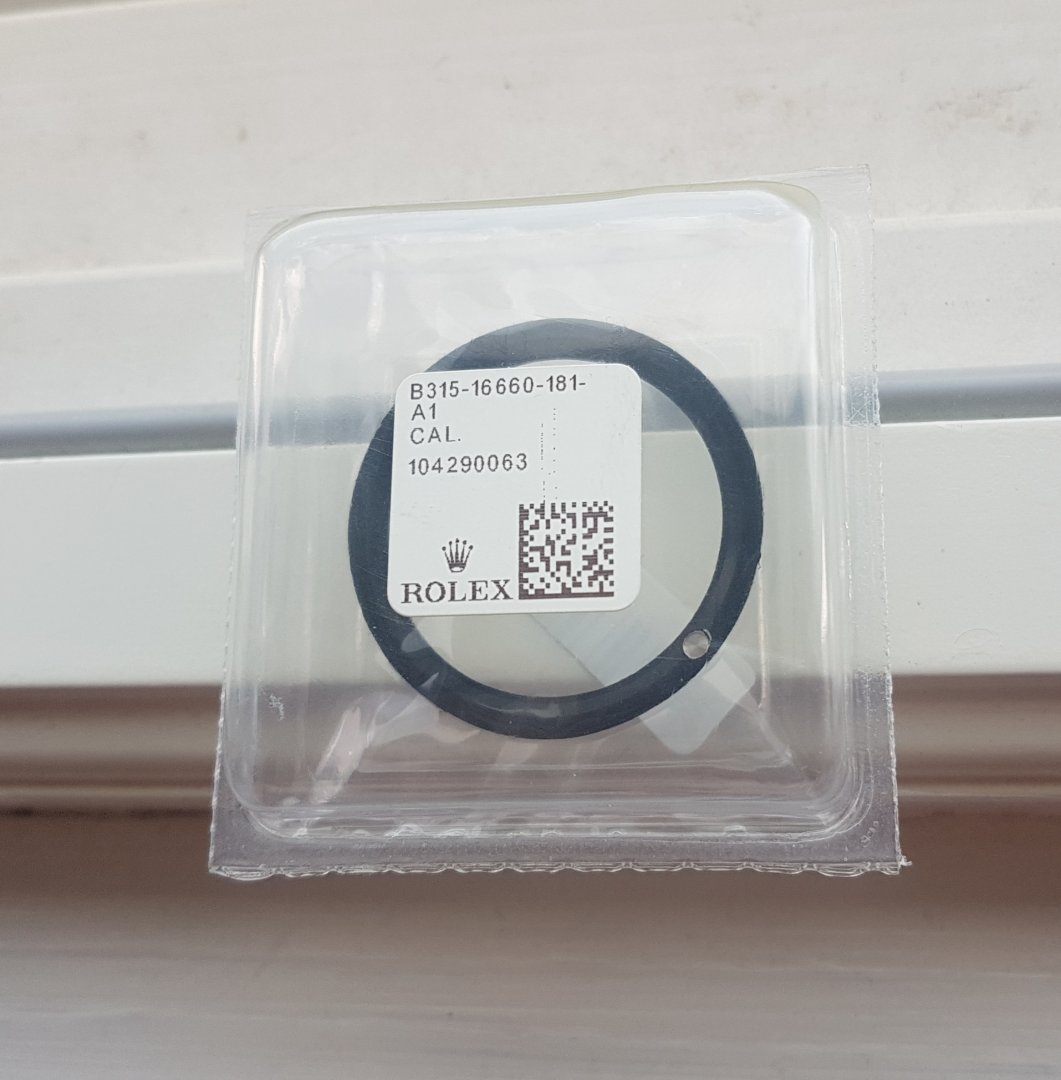 B315-16660-181-
A1
CAL.
104290063
ROLEX